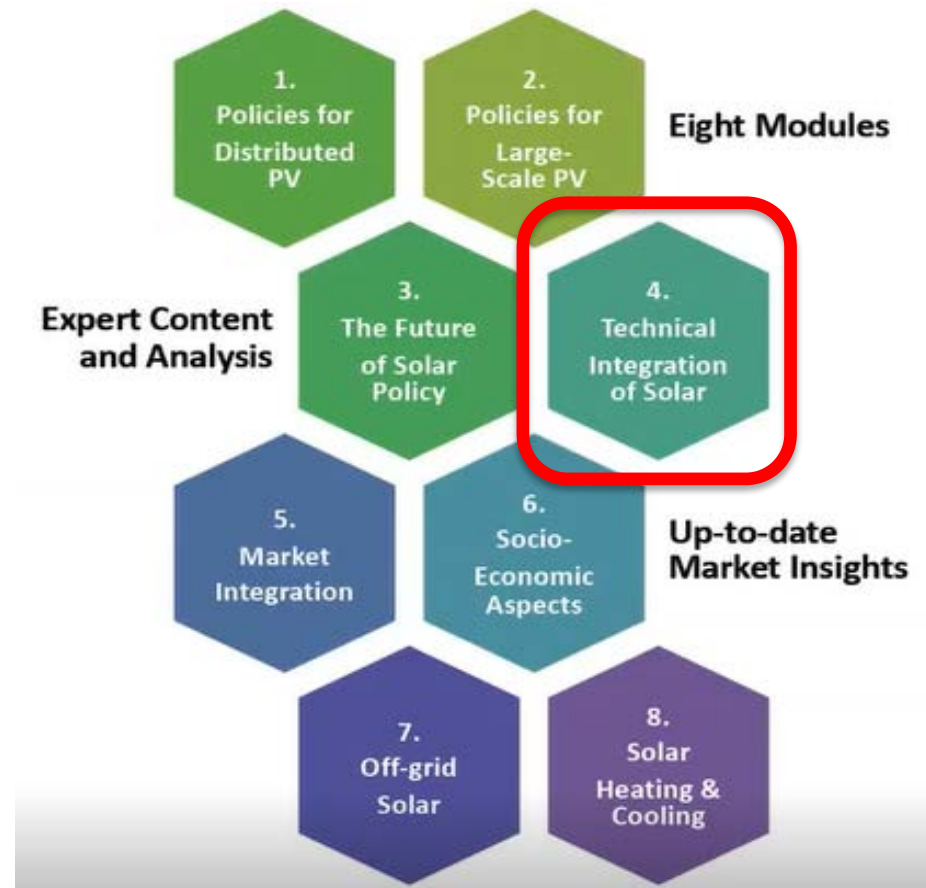 1.
Policies for
Distributed
PV
2.
Policies for
Large-
Scale PV
Eight Modules
Expert Content
and Analysis
3.
The Future
of Solar
Policy
4.
Technical
Integration
of Solar
5.
Market
Integration
6.
Socio-
Economic
Aspects
Up-to-date
Market Insights
7.
Off-grid
Solar
8.
Solar
Heating &
Cooling